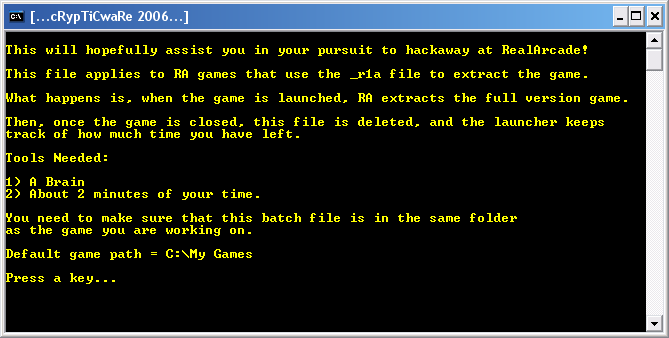 [...cRypTiCwaRe 2006...]
This will hopefully assist you in your pursuit to hackaway at RealArcade!
This file applies to RA games that use the _r1a file to extract the game.
What happens is, when the game is launched, RA extracts the full version game.
Then, once the game is closed, this file is deleted, and the launcher keeps
track of how much time you have left.
Tools Needed:
1) A Brain
2) About 2 minutes of your time.
You need to make sure that this batch file is in the same folder
as the game you are working on.
Default game path = C:\My Games
Press a key...